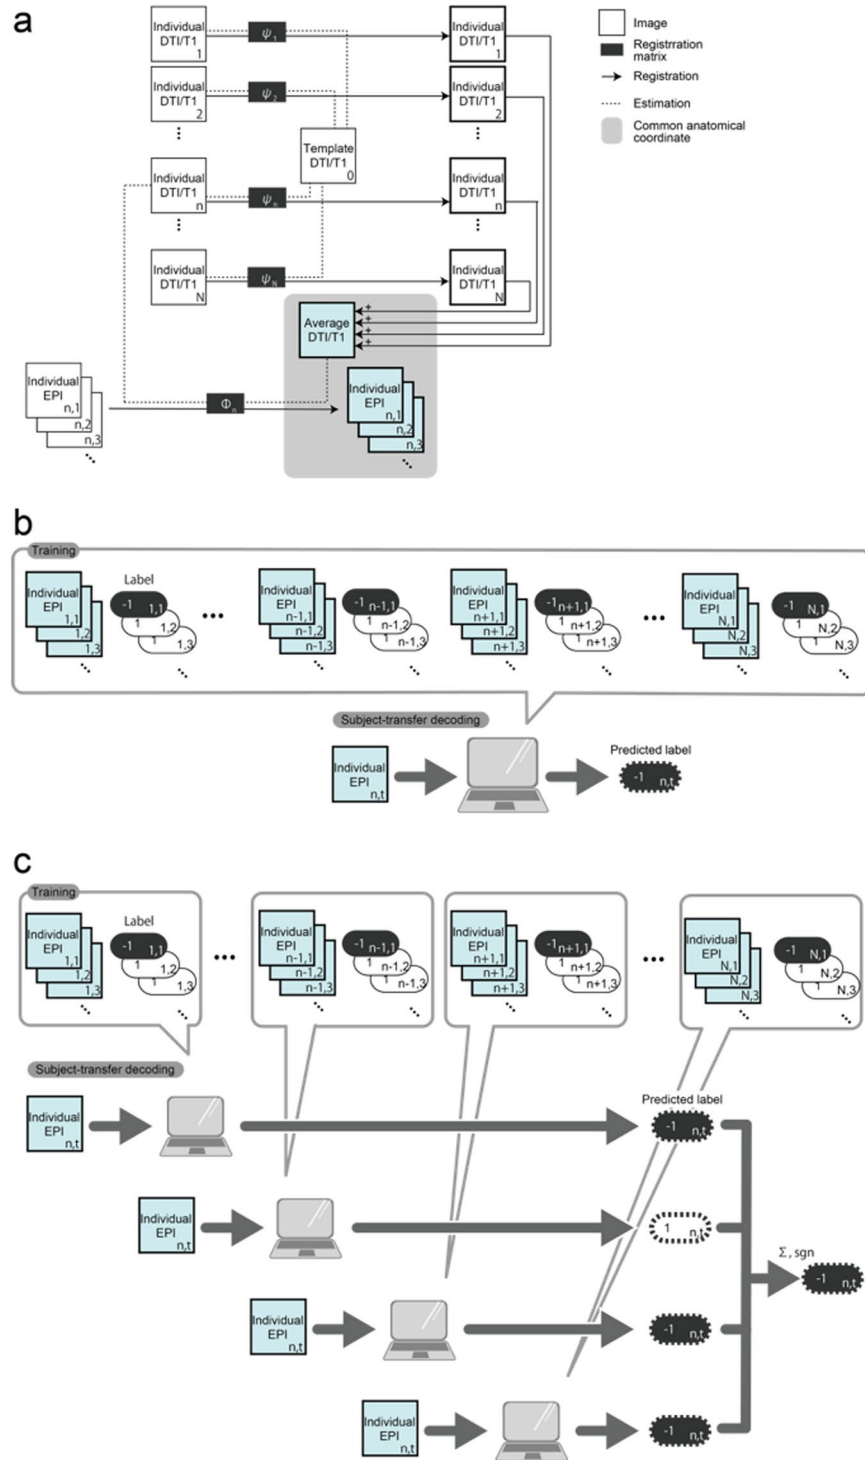 a
Individual
DTI/T1
1
ψ1
Individual
DTI/T1
1
Image
Registrration
matrix
Registration
Estimation
Common anatomical
coordinate
Individual
DTI/T1
2
ψ2
Individual
DTI/T1
2
Template
DTI/T1
0
Individual
DTI/T1
n
ψn
Individual
DTI/T1
n
Individual
DTI/T1
N
ψN
Individual
DTI/T1
N
Average
DTI/T1
+
+
+
+
Individual
EPI
n,1
n,2
n,3
Φn
Individual
EPI
n,1
n,2
n,3
b
Training
Individual
EPI
1,1
1,2
1,3
Label
-1 1,1
1 1,2
1 1,3
Individual
EPI
n-1,1
n-1,2
n-1,3
-1 n-1,1
1 n-1,2
1 n-1,3
Individual
EPI
n+1,1
n+1,2
n+1,3
-1 n+1,1
1 n+1,2
1 n+1,3
Individual
EPI
N,1
N,2
N,3
-1 N,1
1 N,2
1 N,3
Subject-transfer decoding
Individual
EPI
n,t
Predicted label
-1 n,t
c
Training
Individual
EPI
1,1
1,2
1,3
Label
-1 1,1
1 1,2
1 1,3
Individual
EPI
n-1,1
n-1,2
n-1,3
-1 n-1,1
1 n-1,2
1 n-1,3
Individual
EPI
n+1,1
n+1,2
n+1,3
-1 n+1,1
1 n+1,2
1 n+1,3
Individual
EPI
N,1
N,2
N,3
-1 N,1
1 N,2
1 N,3
Subject-transfer decoding
Individual
EPI
n,t
Predicted label
-1 n,t
Individual
EPI
n,t
1 n,t
Σ, sgn
-1 n,t
Individual
EPI
n,t
-1 n,t
Individual
EPI
n,t
-1 n,t